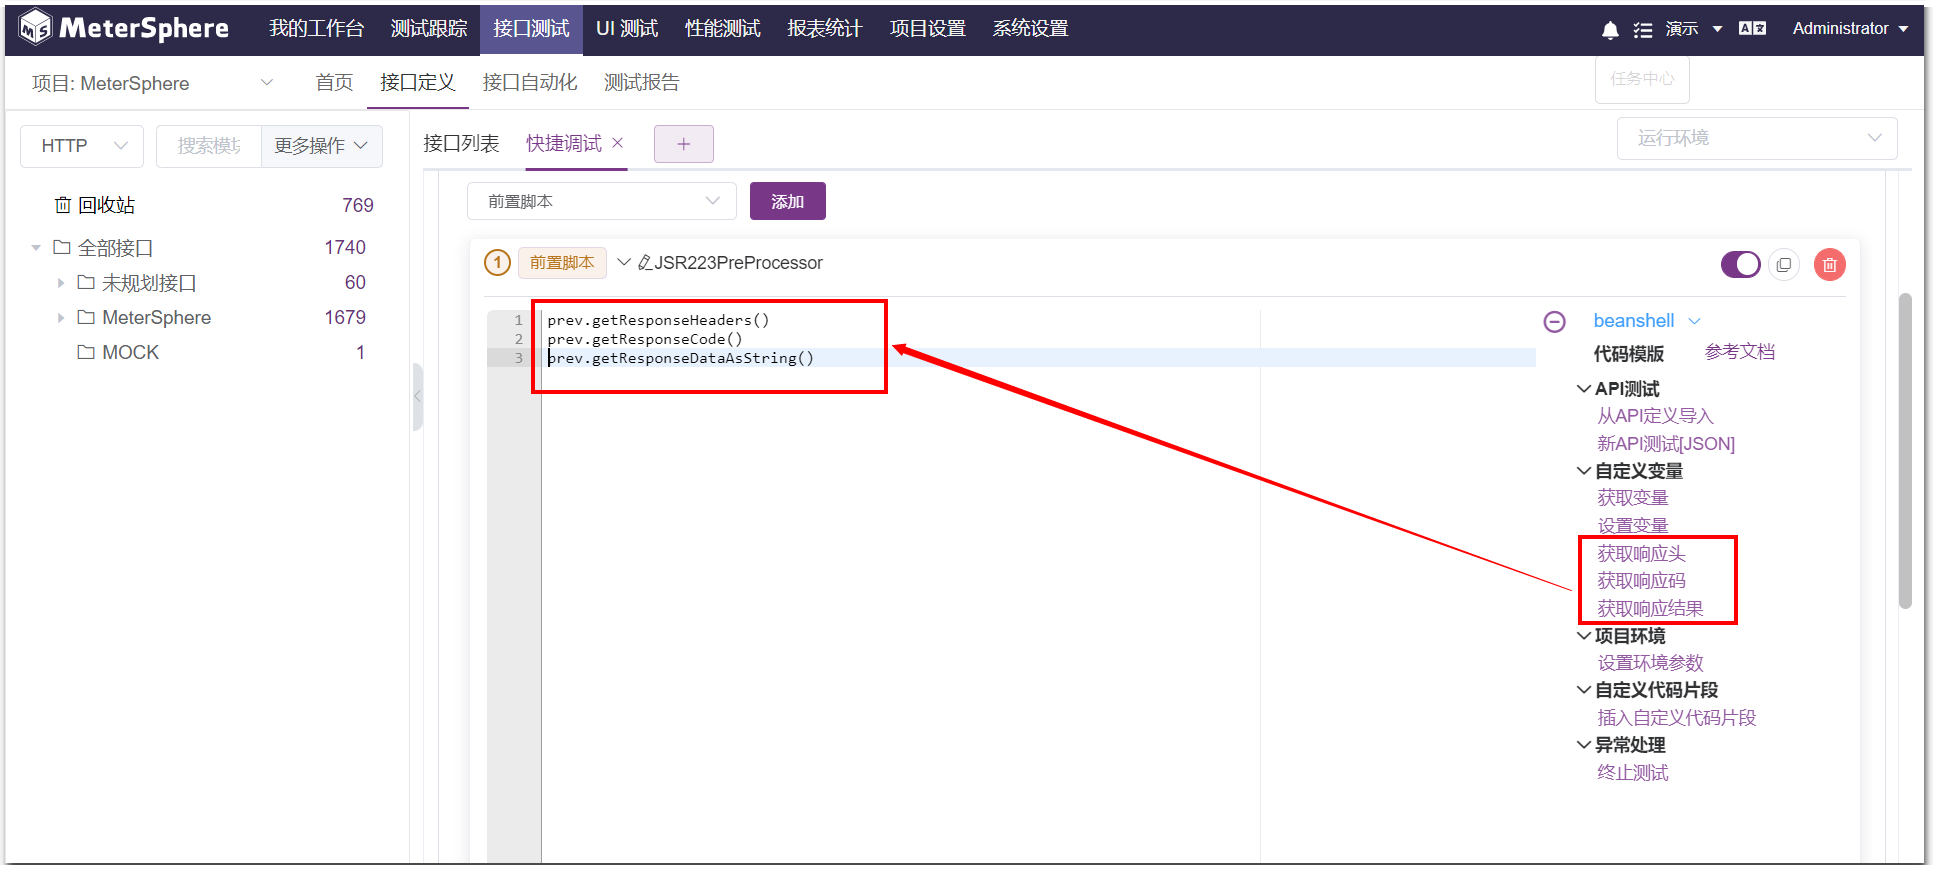 MeterSphere 我的工作台 测试跟踪 接口测试 UI 测试 性能测试 报表统计 项目设置 系统设置 演示 Administrator
项目: MeterSphere 首页 接口定义 接口自动化 测试报告 任务中心
HTTP 搜索模块 更多操作
回收站 769
全部接口 1740
未规划接口 60
MeterSphere 1679
MOCK 1
接口列表 快捷调试 × + 运行环境
前置脚本 添加
1 前置脚本 JSR223PreProcessor
1 prev.getResponseHeaders()
2 prev.getResponseCode()
3 prev.getResponseDataAsString()
beanshell
代码模版 参考文档
API测试
从API定义导入
新API测试[JSON]
自定义变量
获取变量
设置变量
获取响应头
获取响应码
获取响应结果
项目环境
设置环境参数
自定义代码片段
插入自定义代码片段
异常处理
终止测试